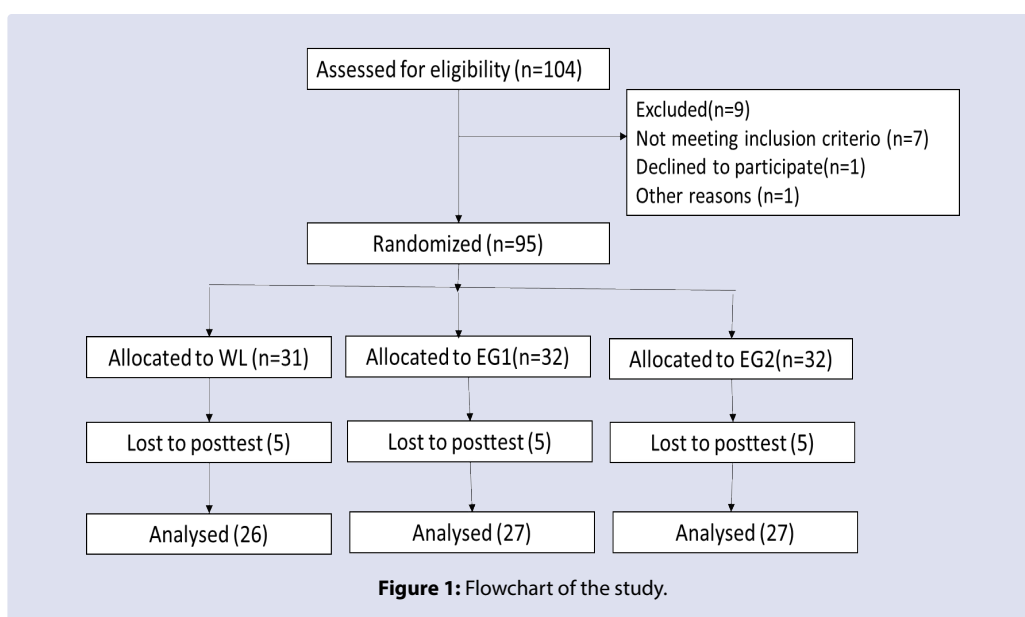 Assessed for eligibility (n=104)
Excluded(n=9)
Not meeting inclusion criterio (n=7)
Declined to participate(n=1)
Other reasons (n=1)
Randomized (n=95)
Allocated to WL (n=31)
Allocated to EG1(n=32)
Allocated to EG2(n=32)
Lost to posttest (5)
Lost to posttest (5)
Lost to posttest (5)
Analysed (26)
Analysed (27)
Analysed (27)
Figure 1: Flowchart of the study.